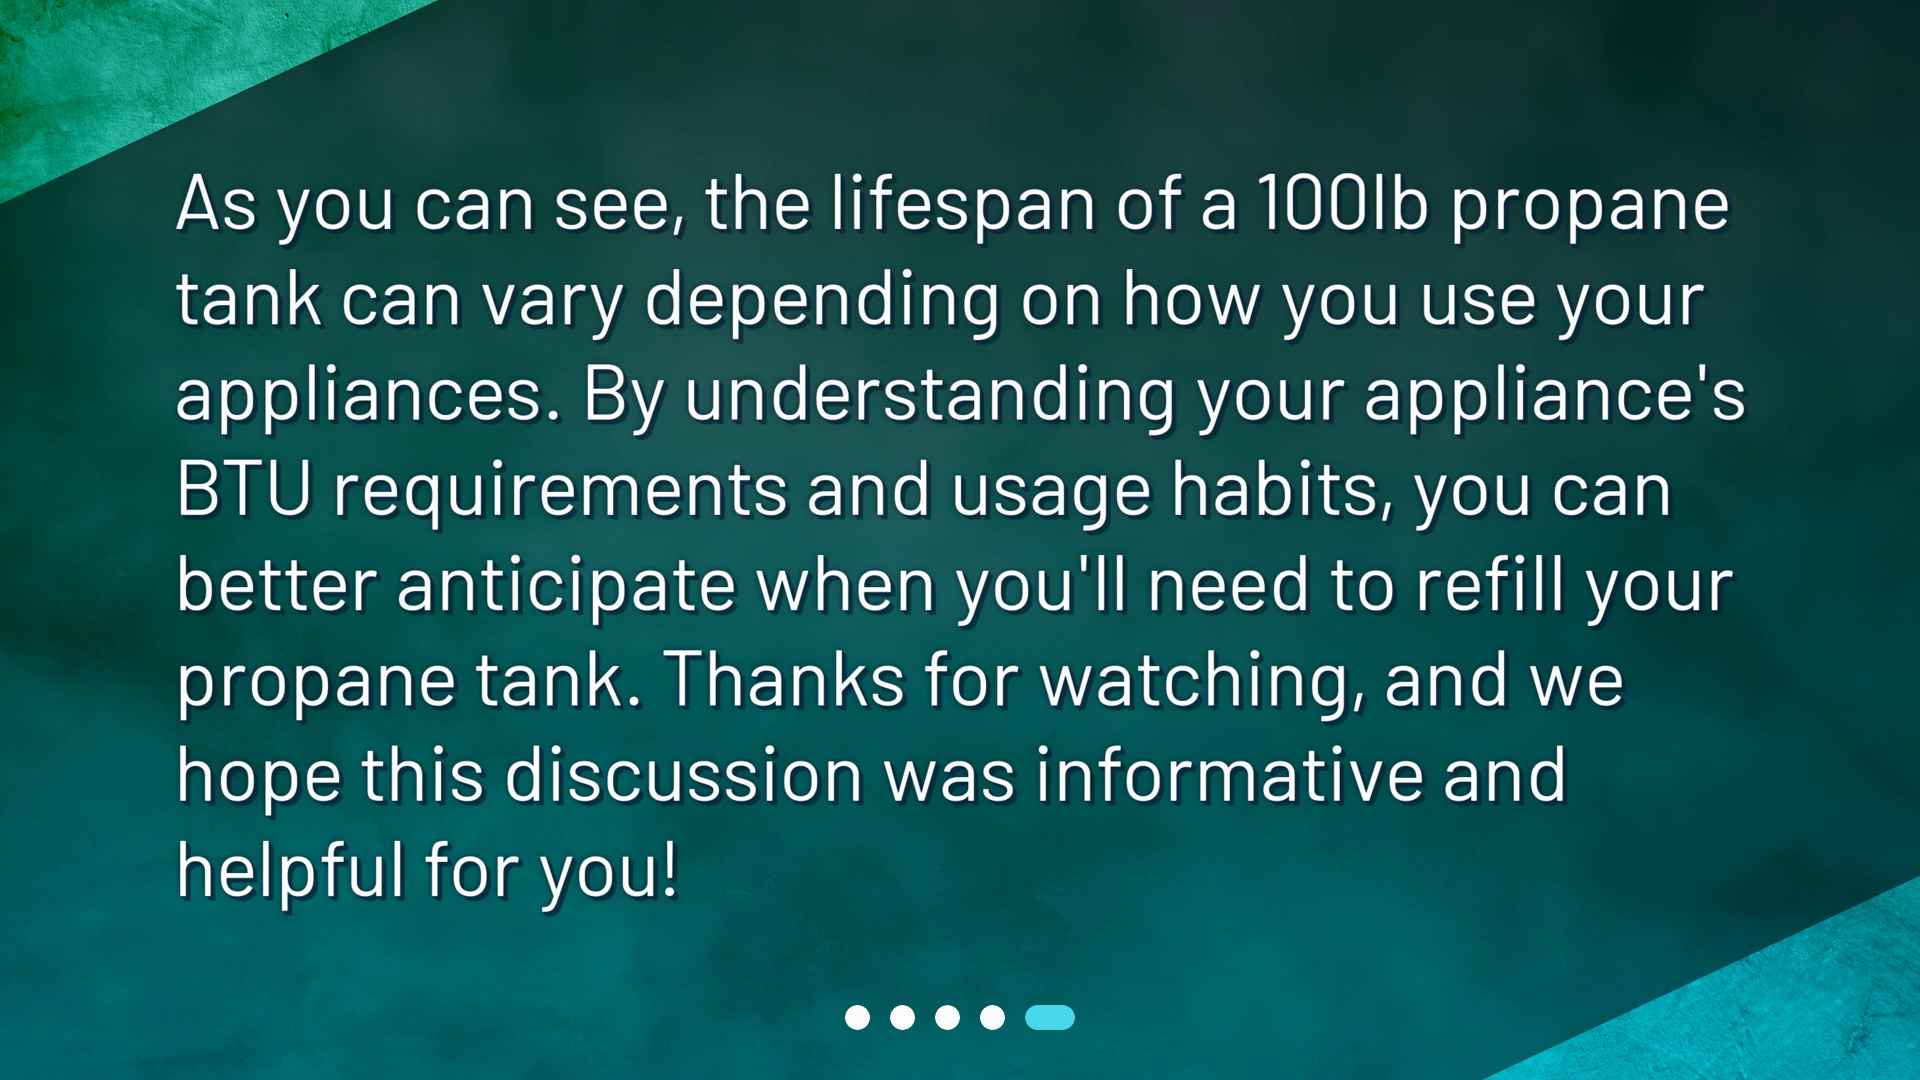 As you can see, the lifespan of a 100lb propane
tank can vary depending on how you use your
appliances. By understanding your appliance's
BTU requirements and usage habits, you can
better anticipate when you'll need to refill your
propane tank. Thanks for watching, and we
hope this discussion was informative and
helpful for you!